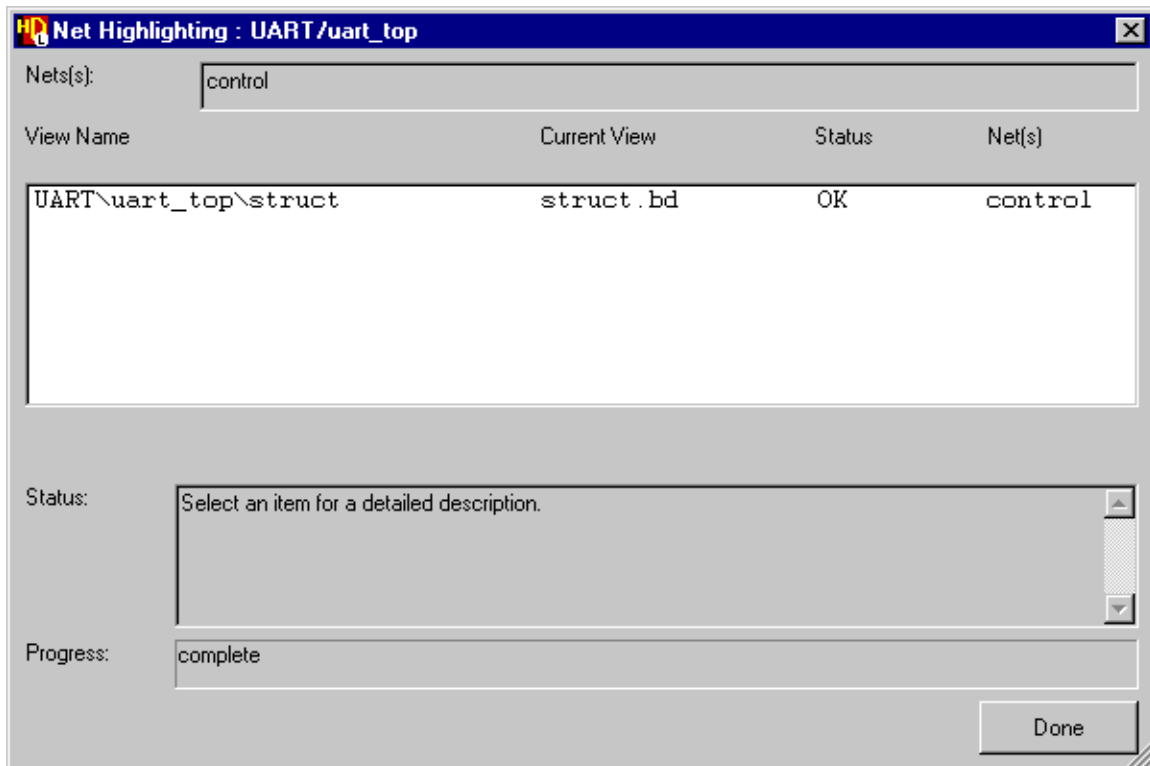 HDL Net Highlighting : UART/uart_top
Nets(s): control
View Name Current View Status Net(s)
UART\uart_top\struct struct.bd OK control
Status: Select an item for a detailed description.
Progress: complete
Done